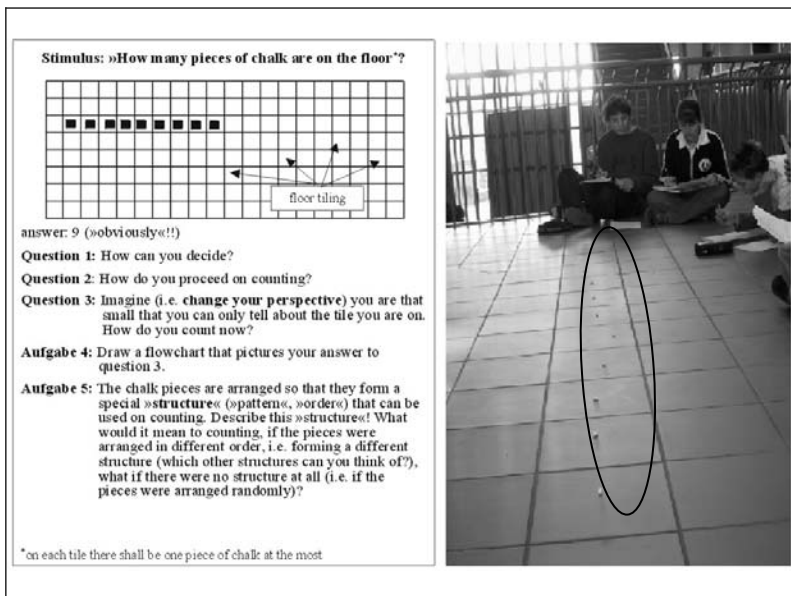 Stimulus: »How many pieces of chalk are on the floor*?
floor tiling
answer: 9 (»obviously«!!)
Question 1: How can you decide?
Question 2: How do you proceed on counting?
Question 3: Imagine (i.e. change your perspective) you are that
small that you can only tell about the tile you are on.
How do you count now?
Aufgabe 4: Draw a flowchart that pictures your answer to
question 3.
Aufgabe 5: The chalk pieces are arranged so that they form a
special »structure« (»pattern«, »order«) that can be
used on counting. Describe this »structure«! What
would it mean to counting, if the pieces were
arranged in different order, i.e. forming a different
structure (which other structures can you think of?),
what if there were no structure at all (i.e. if the
pieces were arranged randomly)?
*on each tile there shall be one piece of chalk at the most